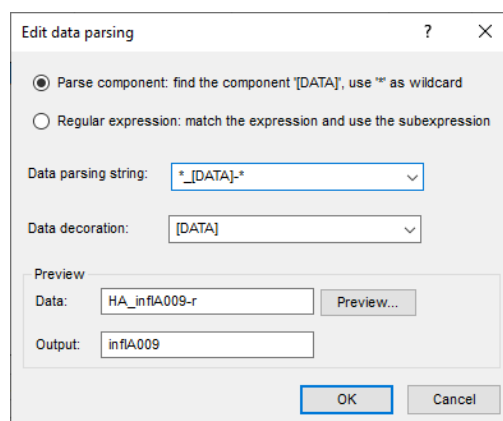 Edit data parsing ? ×
Parse component: find the component '[DATA]', use '*' as wildcard
Regular expression: match the expression and use the subexpression
Data parsing string: *_[DATA]-*
Data decoration: [DATA]
Preview
Data: HA_inflA009-r Preview...
Output: inflA009
OK Cancel